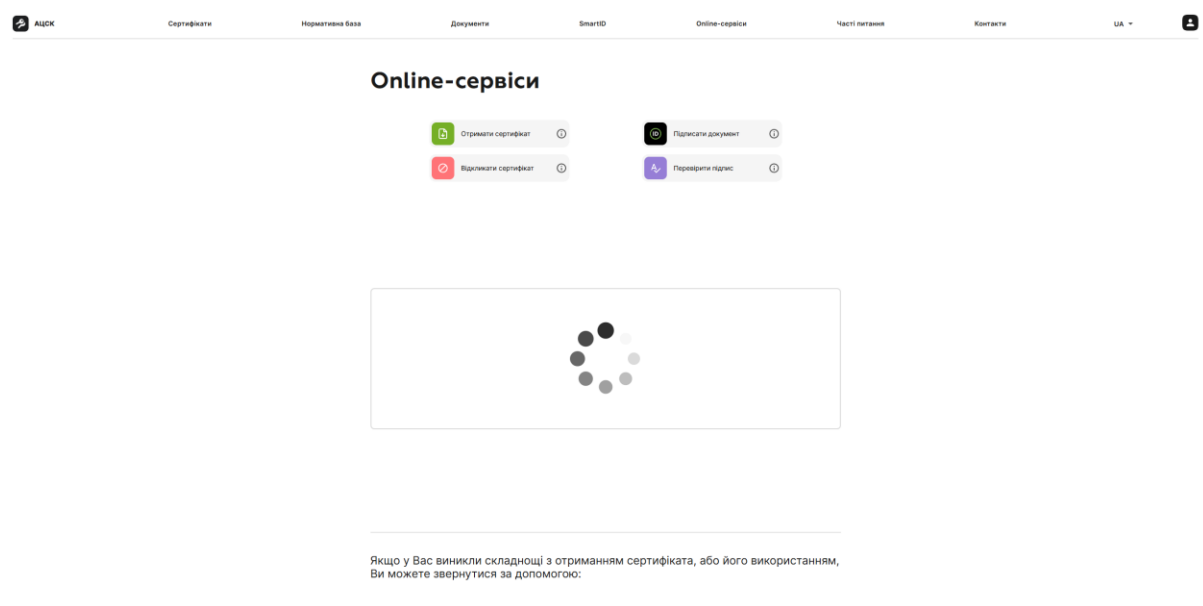 АЦСК Сертифікати Нормативна база Документи SmartID Online-сервіси Часті питання Контакти UA
Online-сервіси
Отримати сертифікат Підписати документ
ID
Відкликати сертифікат Перевірити підпис
Якщо у Вас виникли складнощі з отриманням сертифіката, або його використанням,
Ви можете звернутися за допомогою: